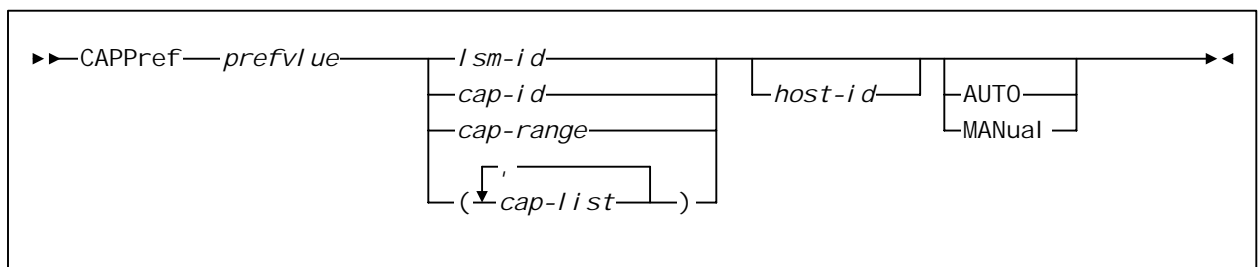 CAPPref prefvlue lsm-id
cap-id host-id AUTO
cap-range MANual
,
( cap-list )